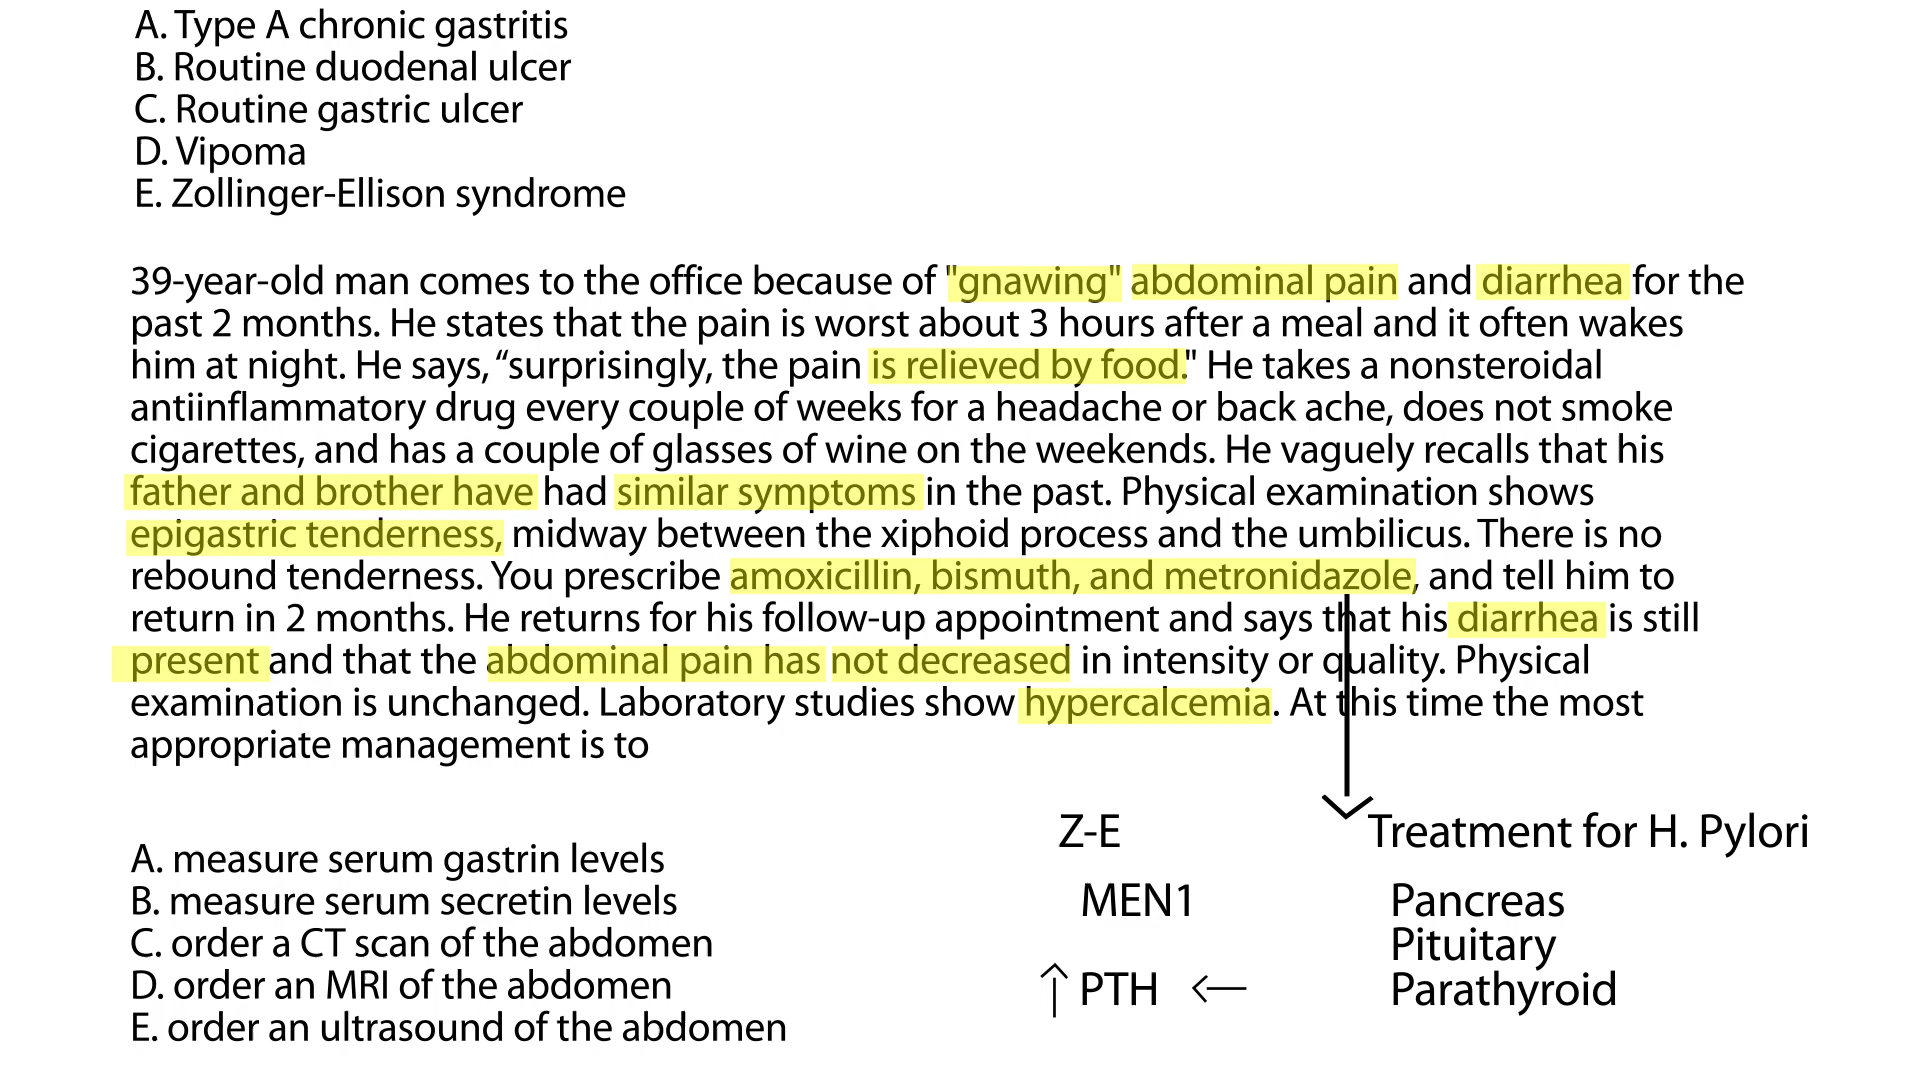 A. Type A chronic gastritis
B. Routine duodenal ulcer
C. Routine gastric ulcer
D. Vipoma
E. Zollinger-Ellison syndrome
39-year-old man comes to the office because of "gnawing" abdominal pain and diarrhea for the
past 2 months. He states that the pain is worst about 3 hours after a meal and it often wakes
him at night. He says, “surprisingly, the pain is relieved by food." He takes a nonsteroidal
antiinflammatory drug every couple of weeks for a headache or back ache, does not smoke
cigarettes, and has a couple of glasses of wine on the weekends. He vaguely recalls that his
father and brother have had similar symptoms in the past. Physical examination shows
epigastric tenderness, midway between the xiphoid process and the umbilicus. There is no
rebound tenderness. You prescribe amoxicillin, bismuth, and metronidazole, and tell him to
return in 2 months. He returns for his follow-up appointment and says that his diarrhea is still
present and that the abdominal pain has not decreased in intensity or quality. Physical
examination is unchanged. Laboratory studies show hypercalcemia. At this time the most
appropriate management is to
A. measure serum gastrin levels
B. measure serum secretin levels
C. order a CT scan of the abdomen
D. order an MRI of the abdomen
E. order an ultrasound of the abdomen
Z-E
MEN1
↑ PTH ←
Treatment for H. Pylori
Pancreas
Pituitary
Parathyroid